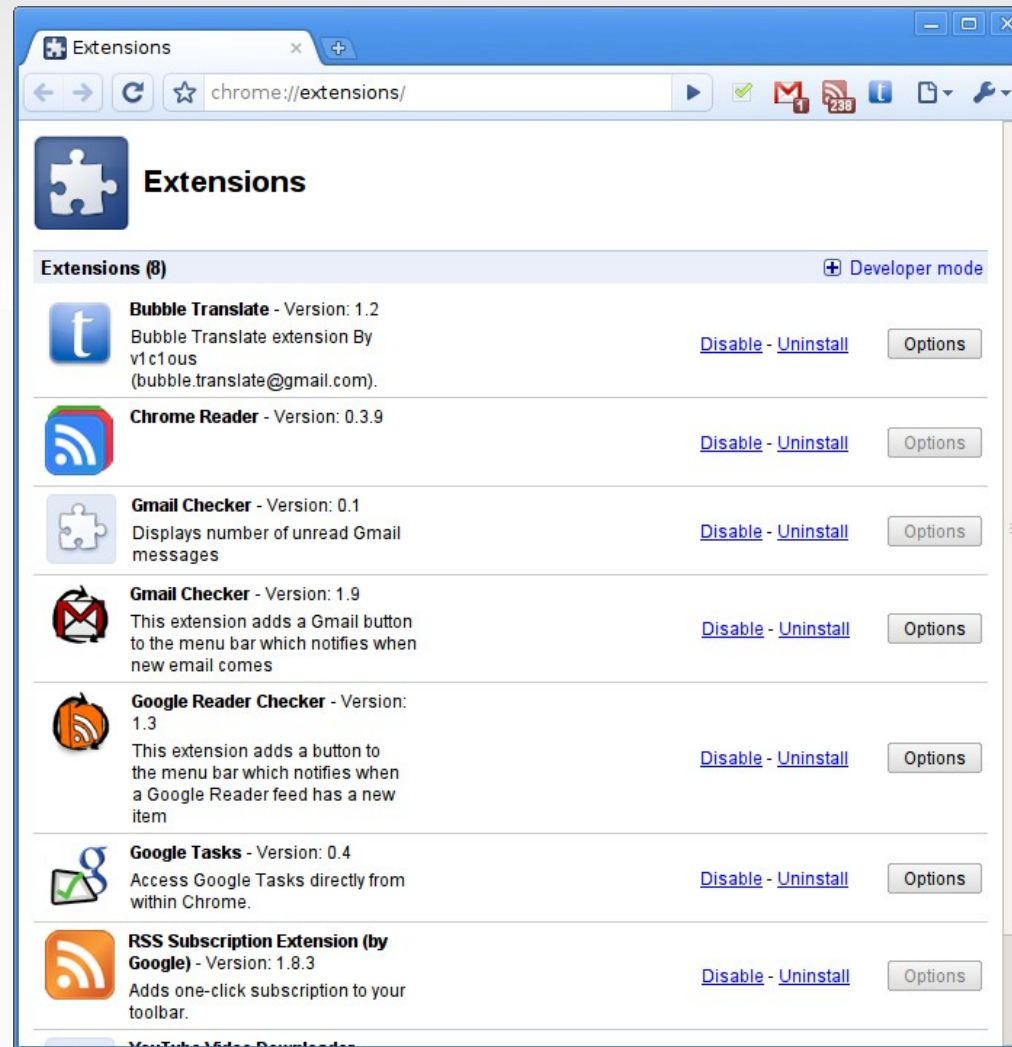 Extensions
chrome://extensions/
1
238
t
Extensions
Extensions (8)
Developer mode
t
Bubble Translate - Version: 1.2
Bubble Translate extension By
v1c1ous
(bubble.translate@gmail.com).
Disable - Uninstall
Options
Chrome Reader - Version: 0.3.9
Disable - Uninstall
Options
Gmail Checker - Version: 0.1
Displays number of unread Gmail
messages
Disable - Uninstall
Options
Gmail Checker - Version: 1.9
This extension adds a Gmail button
to the menu bar which notifies when
new email comes
Disable - Uninstall
Options
Google Reader Checker - Version:
1.3
This extension adds a button to
the menu bar which notifies when
a Google Reader feed has a new
item
Disable - Uninstall
Options
g
Google Tasks - Version: 0.4
Access Google Tasks directly from
within Chrome.
Disable - Uninstall
Options
RSS Subscription Extension (by
Google) - Version: 1.8.3
Adds one-click subscription to your
toolbar.
Disable - Uninstall
Options
YouTube Video Downloader